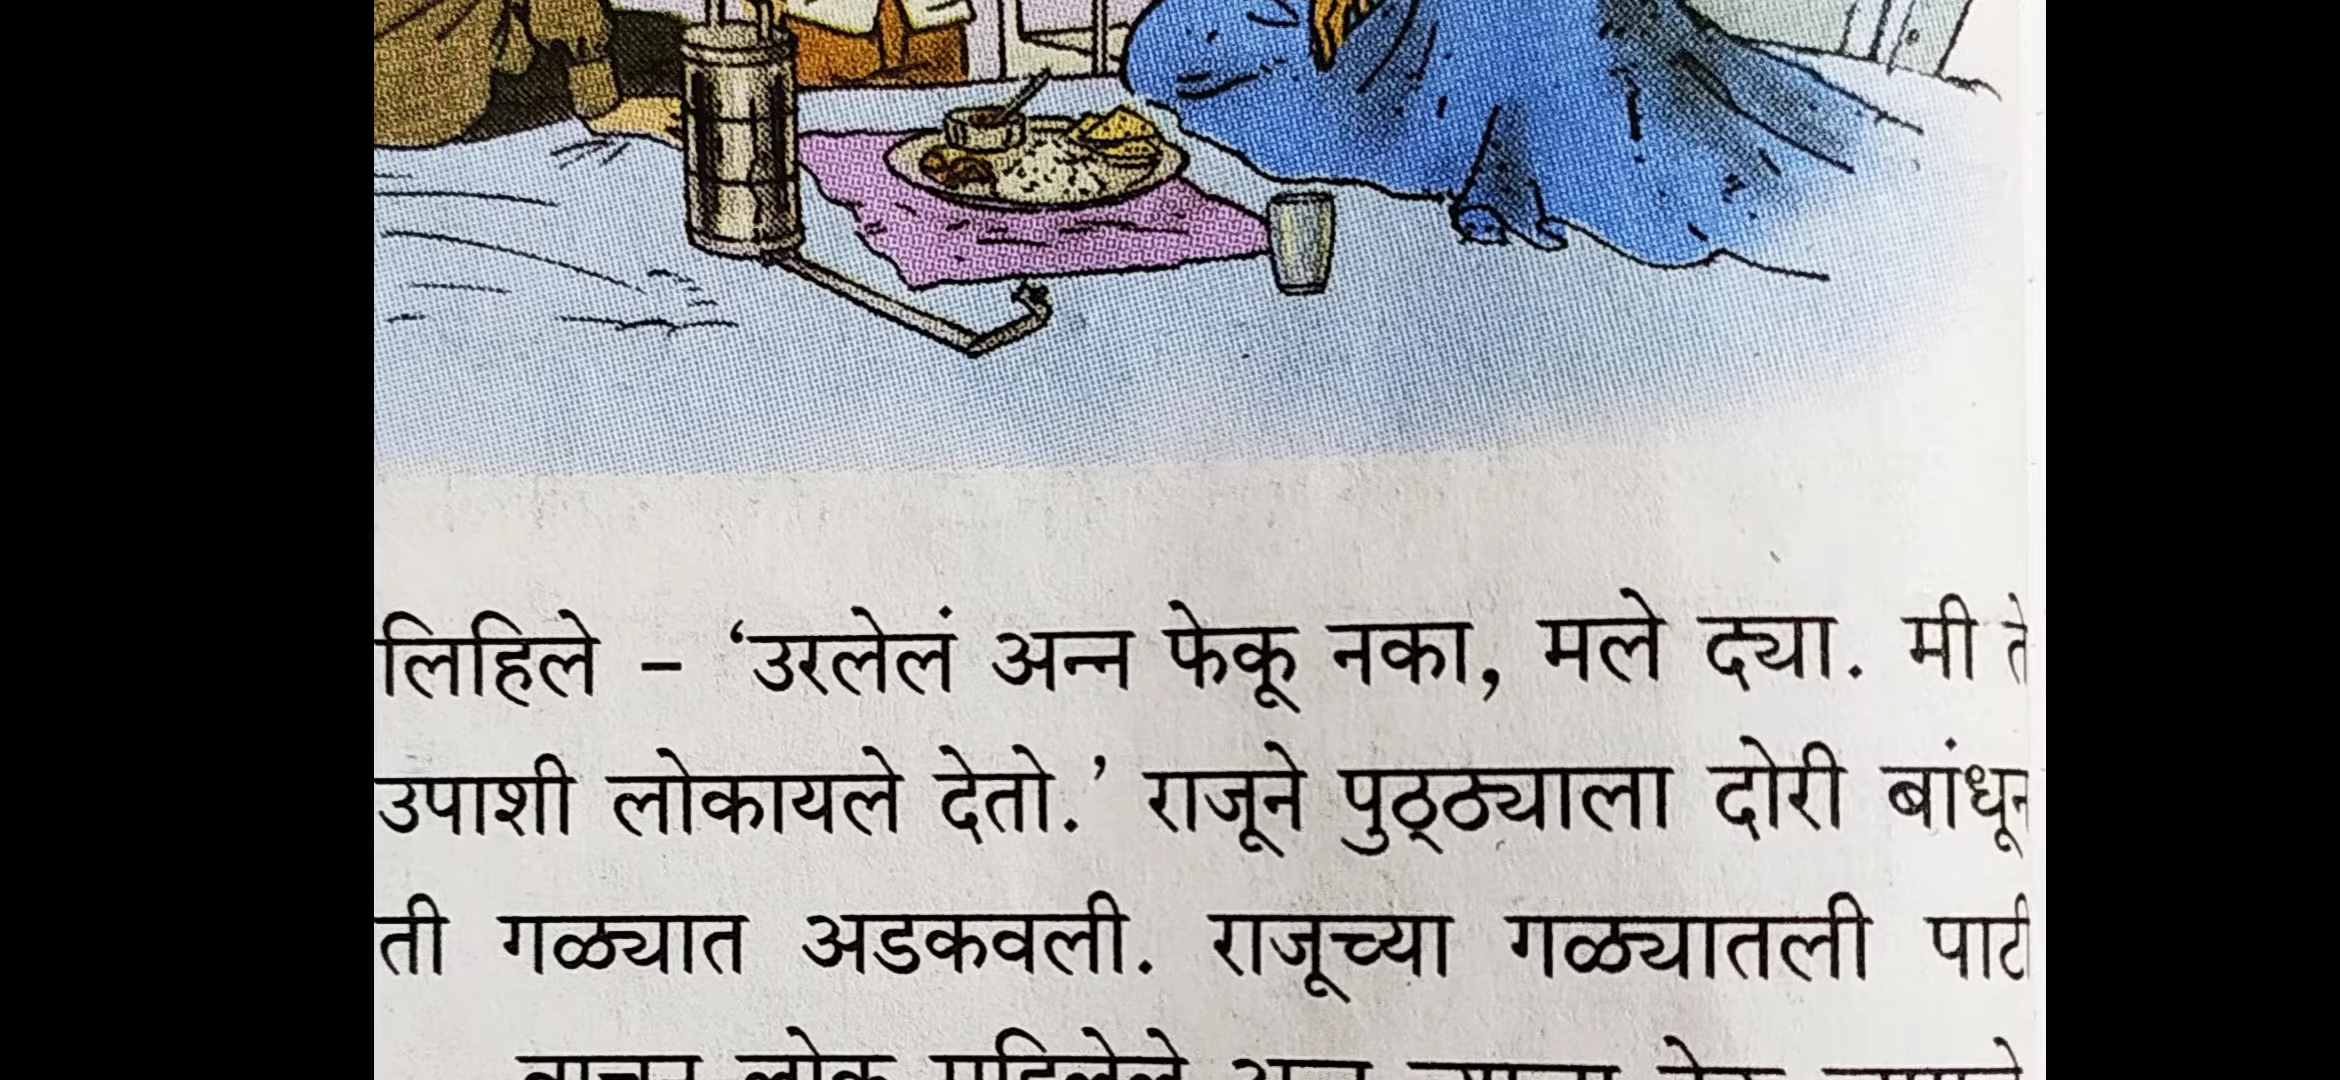 लिहिले – ‘उरलेलं अन्न फेकू नका, मले द्या. मी ते
उपाशी लोकायले देतो.’ राजूने पुठ्ठ्याला दोरी बांधून
ती गळ्यात अडकवली. राजूच्या गळ्यातली पाटी
वाचून लोक